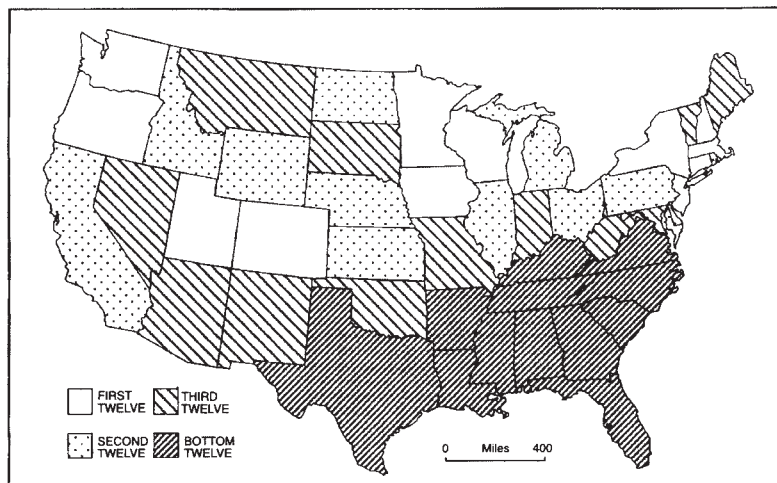 FIRST TWELVE
THIRD TWELVE
SECOND TWELVE
BOTTOM TWELVE
0 Miles 400